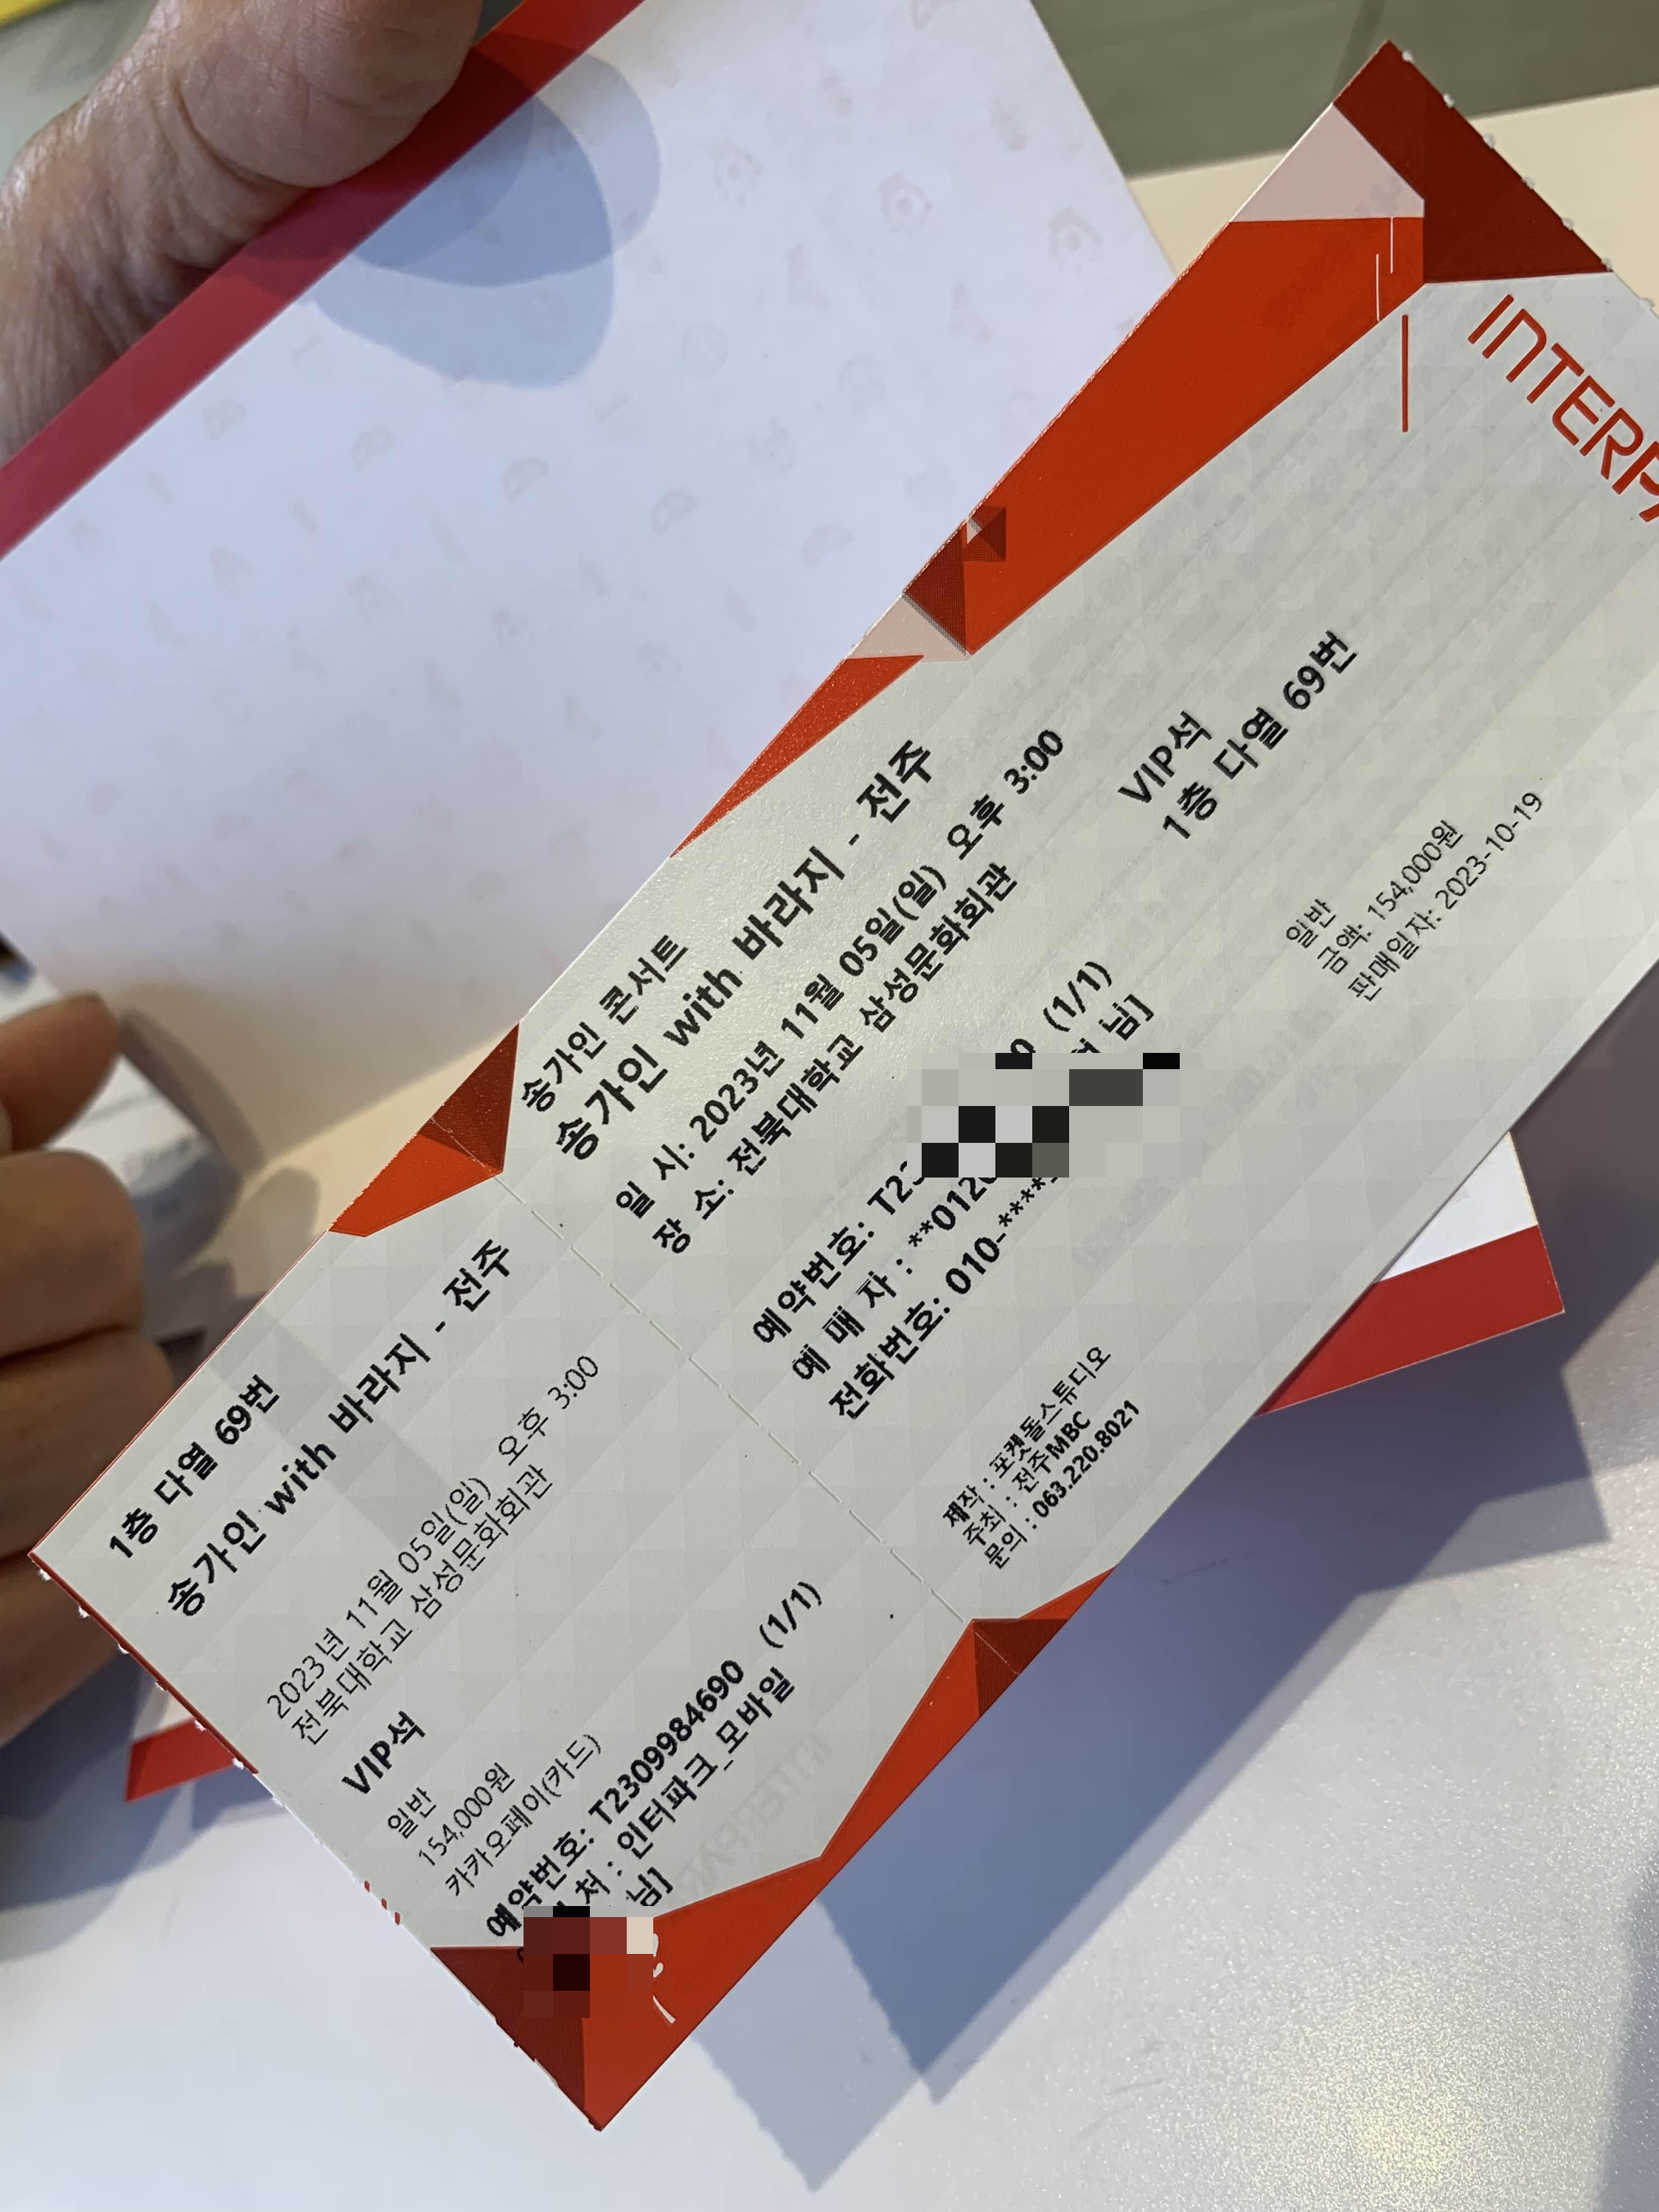 INTERPA
송가인 콘서트
송가인 with 바라지 - 전주
일 시: 2023년 11월 05일(일) 오후 3:00
장 소: 전북대학교 삼성문화회관
VIP석
1층 다열 69번
예약번호: T23 0 (1/1)
예 매 자 : **012 님]
전화번호: 010-****-
일반
금액: 154,000원
판매일자: 2023-10-19
제작 : 포켓돌스튜디오
주최 : 전주MBC
문의 : 063.220.8021
1층 다열 69번
송가인 with 바라지 - 전주
2023년 11월 05일(일) 오후 3:00
전북대학교 삼성문화회관
VIP석
일반
154,000원
카카오페이(카드)
예약번호: T2309984690 (1/1)
처 : 인터파크_모바일
님]